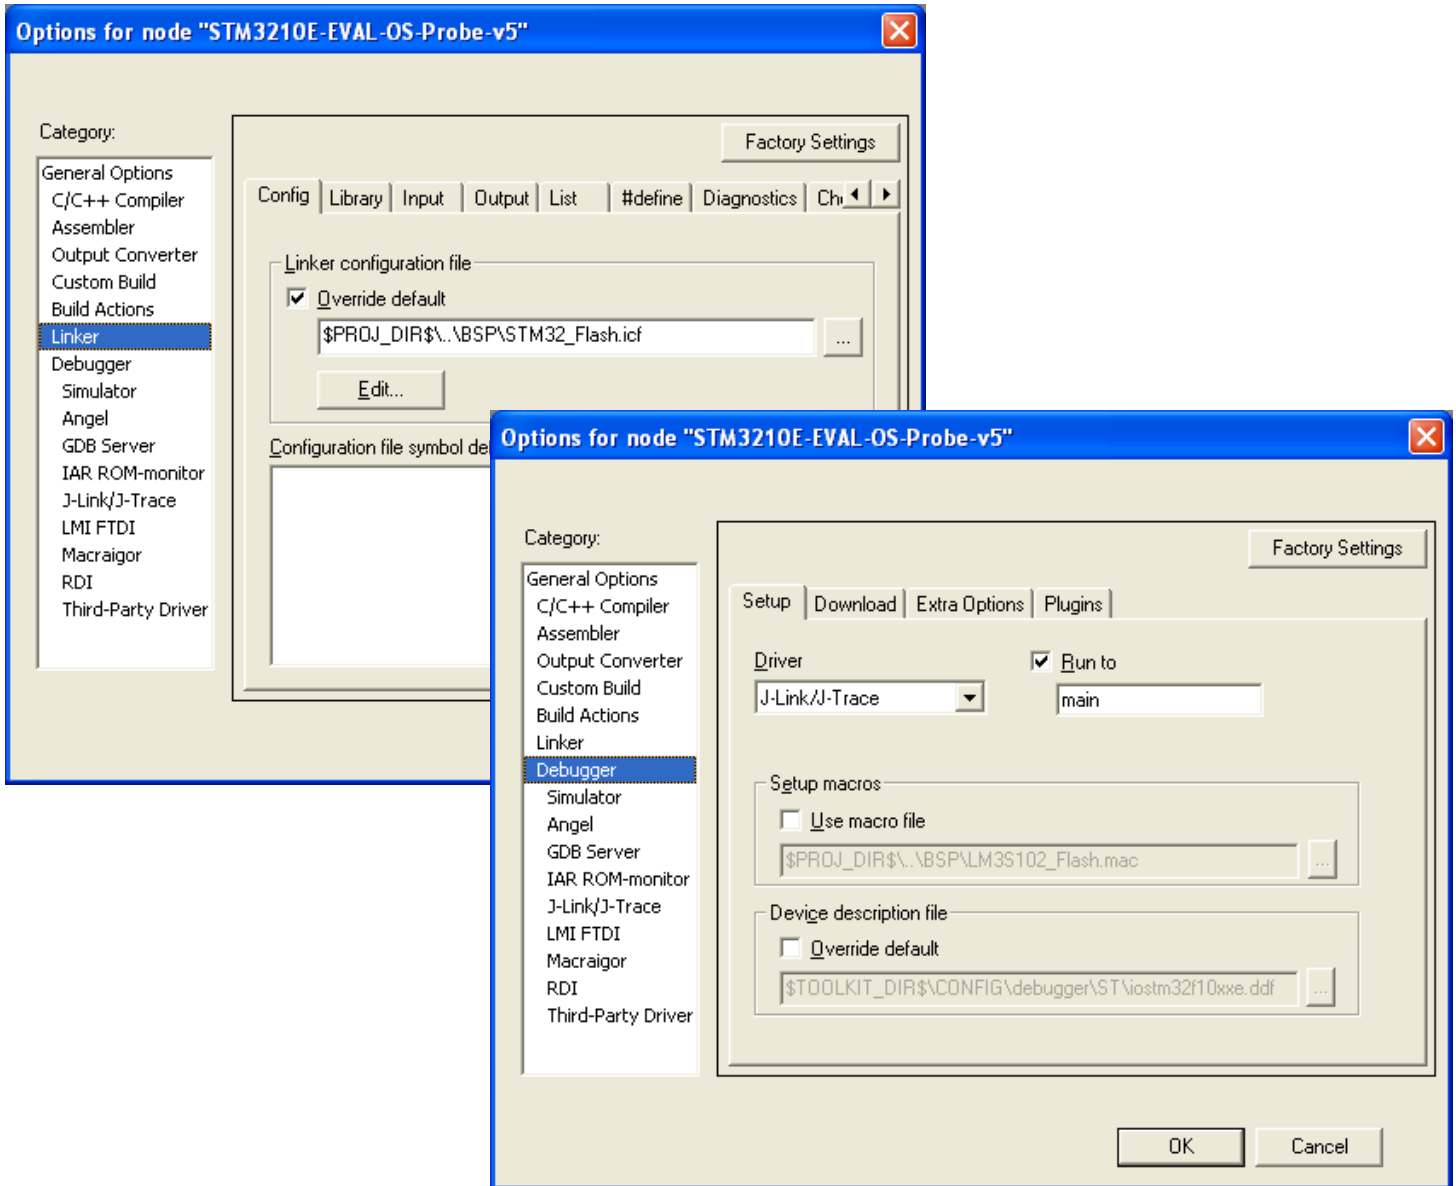 Options for node "STM3210E-EVAL-OS-Probe-v5"
Category:
General Options
C/C++ Compiler
Assembler
Output Converter
Custom Build
Build Actions
Linker
Debugger
Simulator
Angel
GDB Server
IAR ROM-monitor
J-Link/J-Trace
LMI FTDI
Macraigor
RDI
Third-Party Driver
Factory Settings
Config Library Input Output List #define Diagnostics
Linker configuration file
Override default
$PROJ_DIR$\..\BSP\STM32_Flash.icf
...
Edit...
Configuration file symbol
Options for node "STM3210E-EVAL-OS-Probe-v5"
Category:
General Options
C/C++ Compiler
Assembler
Output Converter
Custom Build
Build Actions
Linker
Debugger
Simulator
Angel
GDB Server
IAR ROM-monitor
J-Link/J-Trace
LMI FTDI
Macraigor
RDI
Third-Party Driver
Factory Settings
Setup Download Extra Options Plugins
Driver
Run to
J-Link/J-Trace
main
Setup macros
Use macro file
$PROJ_DIR$\..\BSP\LM3S102_Flash.mac
...
Device description file
Override default
$TOOLKIT_DIR$\CONFIG\debugger\ST\iostm32f10xxe.ddf
...
OK
Cancel